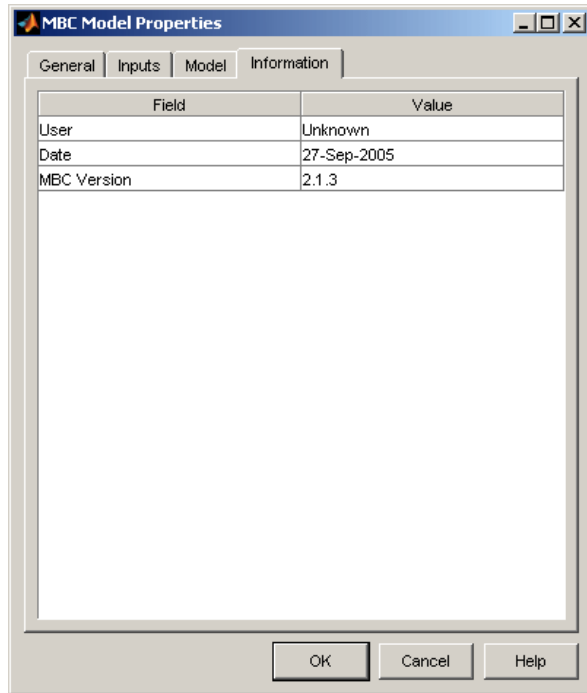 MBC Model Properties
General Inputs Model Information
Field Value
User Unknown
Date 27-Sep-2005
MBC Version 2.1.3
OK Cancel Help